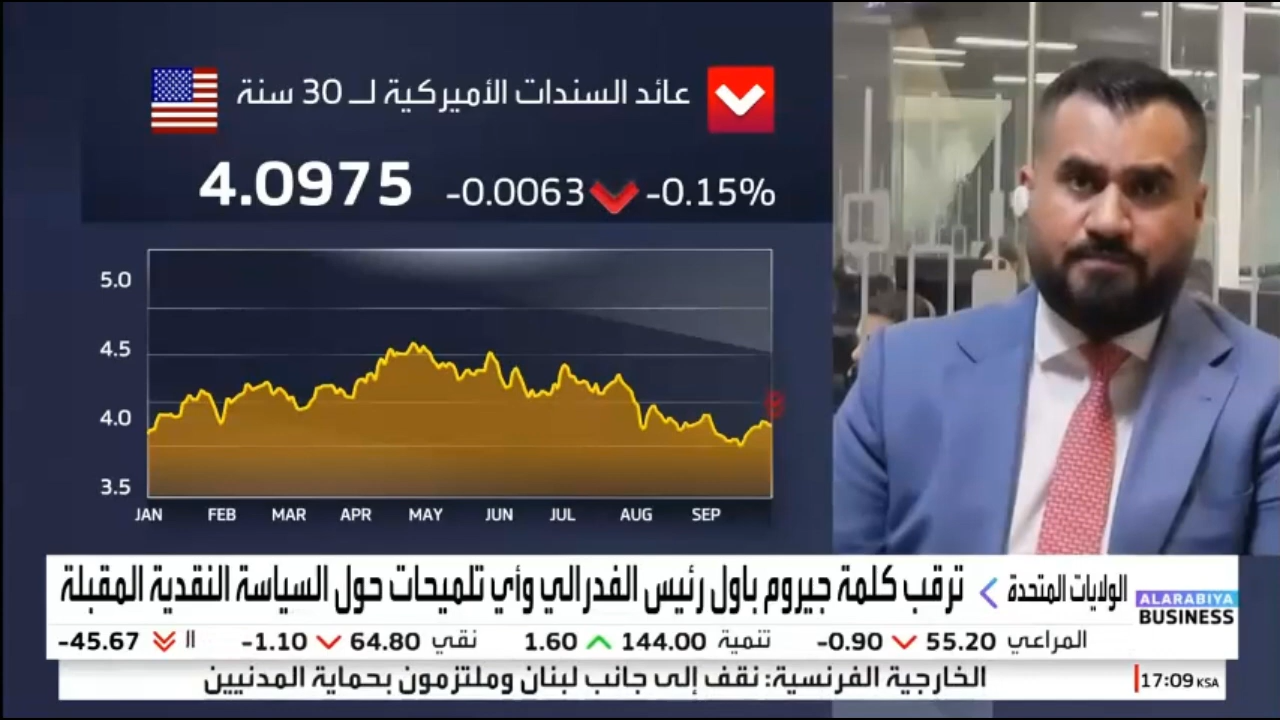 عائد السندات الأميركية لـ 30 سنة
4.0975 -0.0063 -0.15%
5.0
4.5
4.0
3.5
JAN FEB MAR APR MAY JUN JUL AUG SEP
الولايات المتحدة
ترقب كلمة جيروم باول رئيس الفدرالي وأي تلميحات حول السياسة النقدية المقبلة
ALARABIYA
BUSINESS
المراعي 55.20 -0.90 تنمية 144.00 1.60 نقي 64.80 -1.10 -45.67
الخارجية الفرنسية: نقف إلى جانب لبنان وملتزمون بحماية المدنيين
17:09 KSA